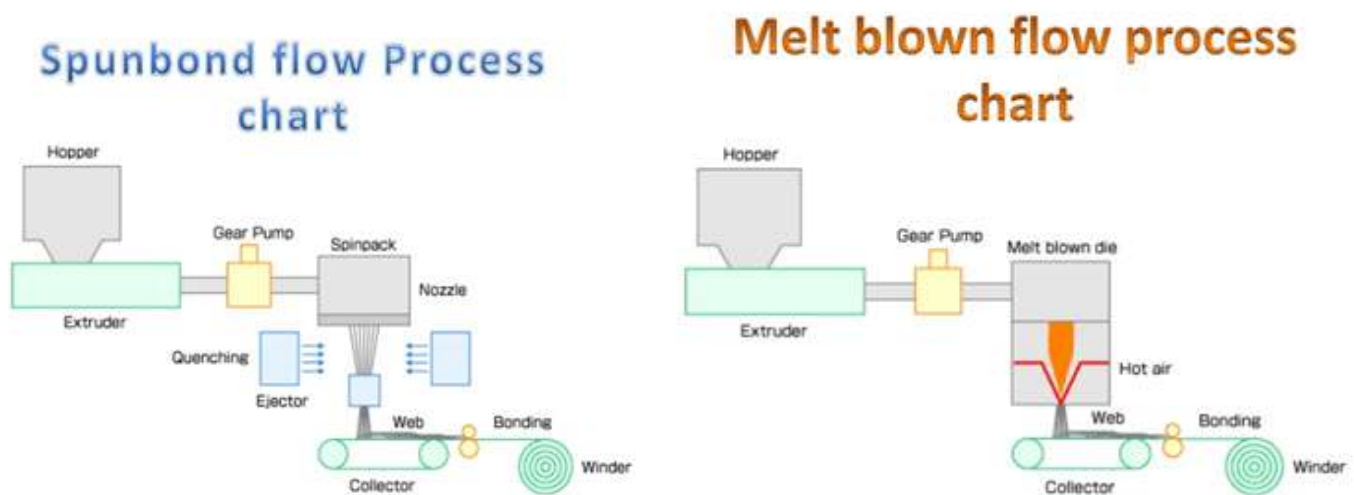 Spunbond flow Process
chart
Hopper
Gear Pump
Spinpack
Nozzle
Extruder
Quenching
Ejector
Web
Bonding
Winder
Collector
Melt blown flow process
chart
Hopper
Gear Pump
Melt blown die
Extruder
Hot air
Web
Bonding
Winder
Collector